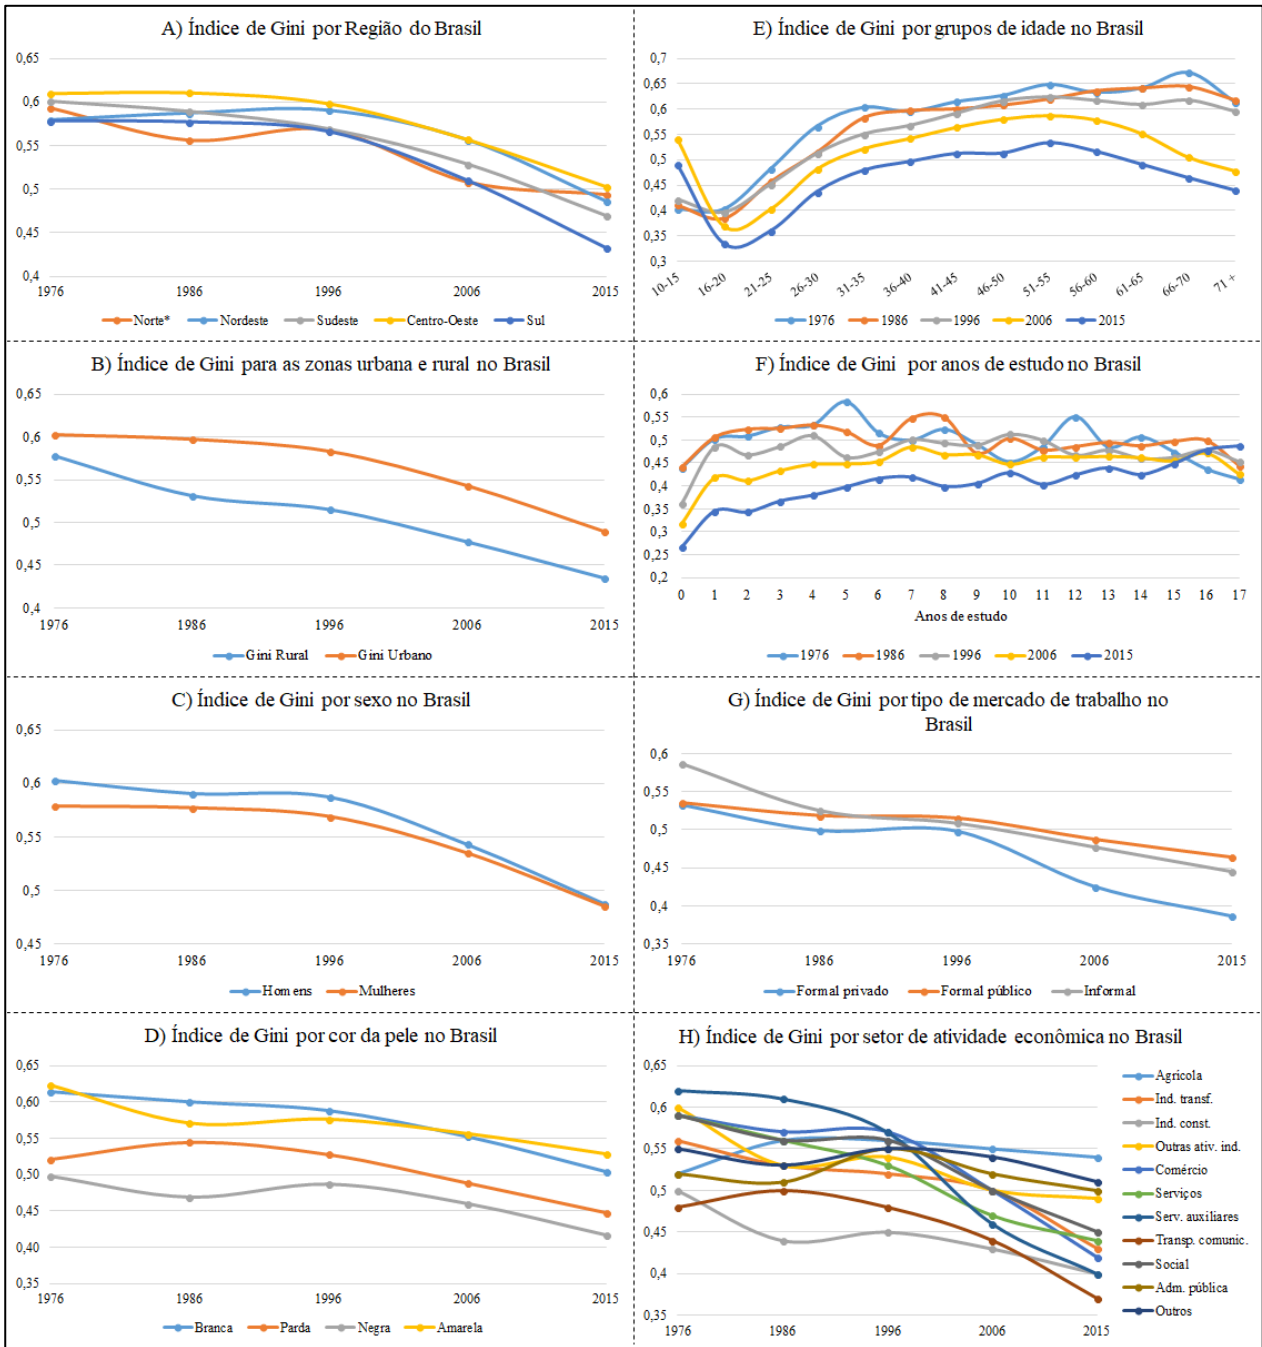 A) Índice de Gini por Região do Brasil
0,65
0,6
0,55
0,5
0,45
0,4
1976 1986 1996 2006 2015
Norte* Nordeste Sudeste Centro-Oeste Sul
B) Índice de Gini para as zonas urbana e rural no Brasil
0,65
0,6
0,55
0,5
0,45
0,4
1976 1986 1996 2006 2015
Gini Rural Gini Urbano
C) Índice de Gini por sexo no Brasil
0,65
0,6
0,55
0,5
0,45
1976 1986 1996 2006 2015
Homens Mulheres
D) Índice de Gini por cor da pele no Brasil
0,65
0,60
0,55
0,50
0,45
0,40
0,35
1976 1986 1996 2006 2015
Branca Parda Negra Amarela
E) Índice de Gini por grupos de idade no Brasil
0,7
0,65
0,6
0,55
0,5
0,45
0,4
0,35
0,3
10-15 16-20 21-25 26-30 31-35 36-40 41-45 46-50 51-55 56-60 61-65 66-70 71 +
1976 1986 1996 2006 2015
F) Índice de Gini por anos de estudo no Brasil
0,6
0,55
0,5
0,45
0,4
0,35
0,3
0,25
0,2
0 1 2 3 4 5 6 7 8 9 10 11 12 13 14 15 16 17
Anos de estudo
1976 1986 1996 2006 2015
G) Índice de Gini por tipo de mercado de trabalho no
Brasil
0,6
0,55
0,5
0,45
0,4
0,35
1976 1986 1996 2006 2015
Formal privado Formal público Informal
H) Índice de Gini por setor de atividade econômica no Brasil
0,65
0,6
0,55
0,5
0,45
0,4
0,35
1976 1986 1996 2006 2015
Agrícola
Ind. transf.
Ind. const.
Outras ativ. ind.
Comércio
Serviços
Serv. auxiliares
Transp. comunic.
Social
Adm. pública
Outros